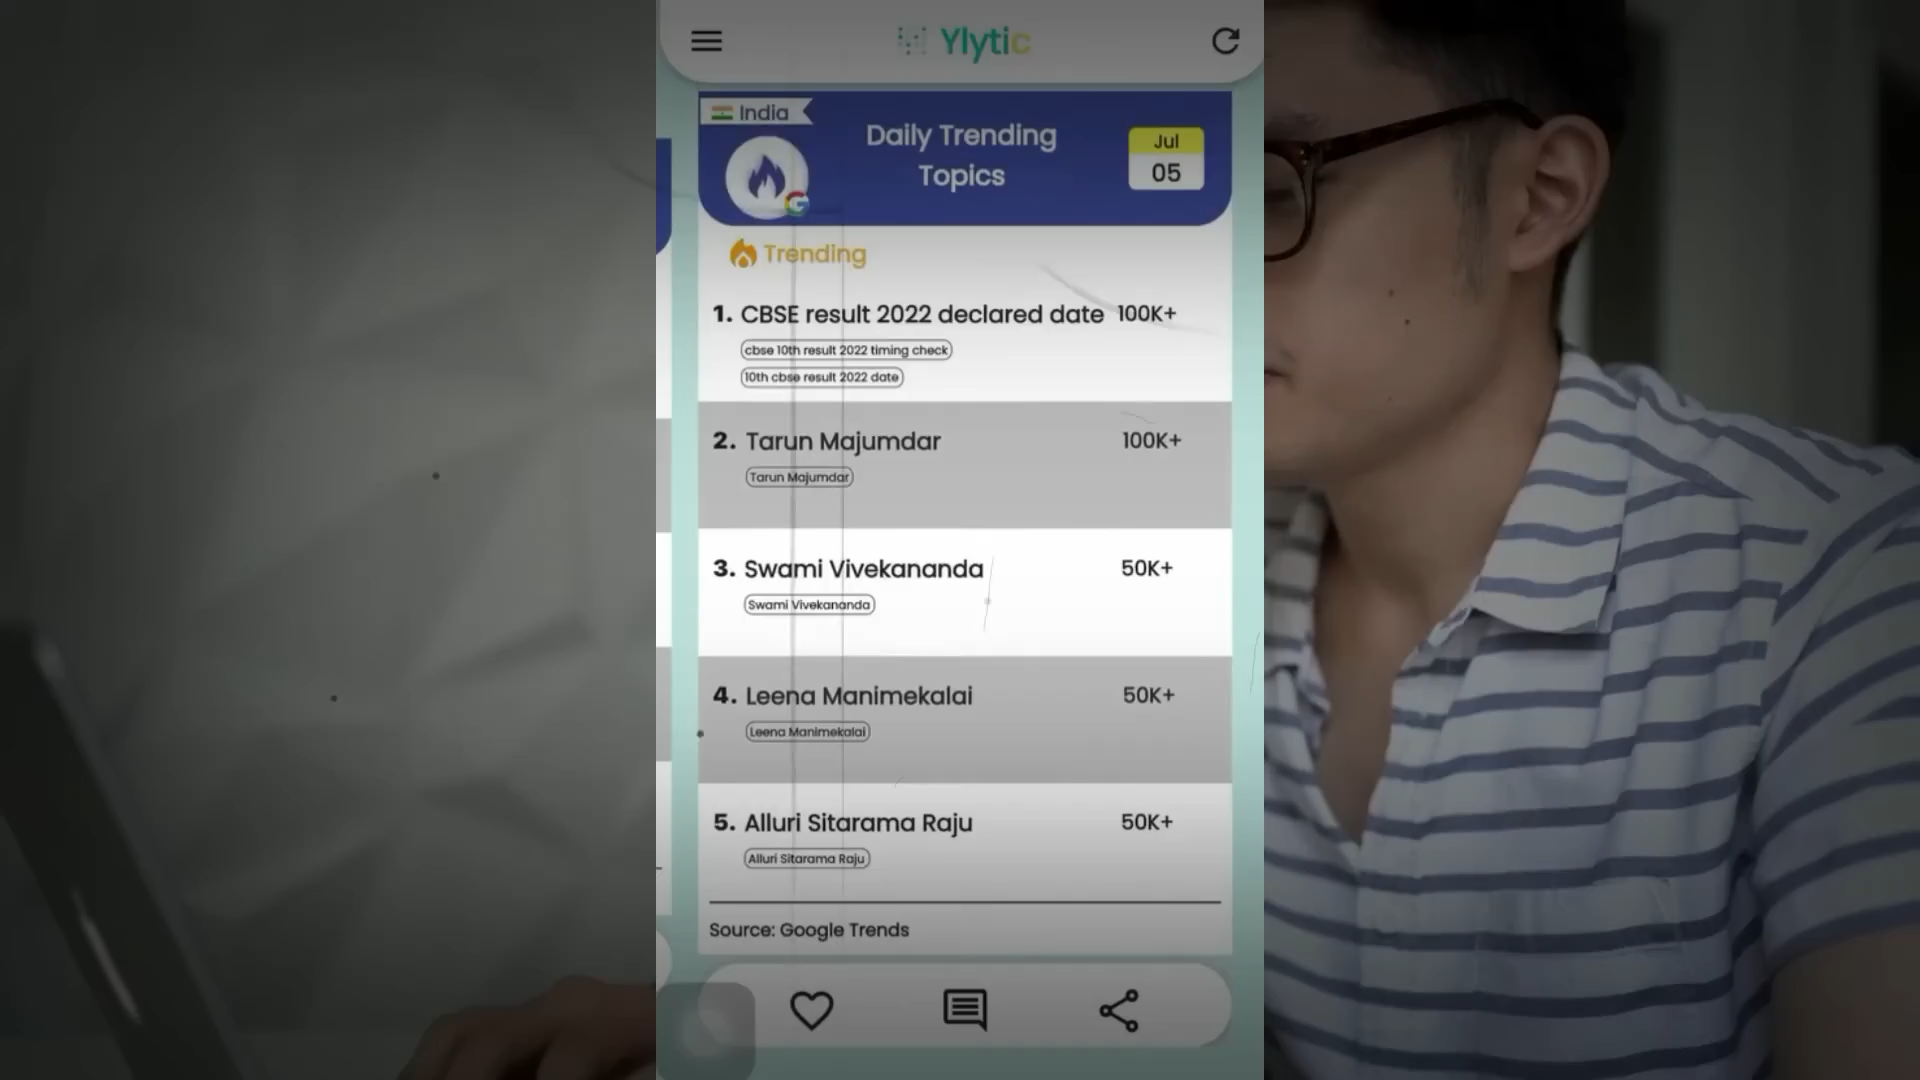 Ylytic
India
Daily Trending
Topics
Jul
05
Trending
1. CBSE result 2022 declared date 100K+
cbse 10th result 2022 timing check
10th cbse result 2022 date
2. Tarun Majumdar 100K+
Tarun Majumdar
3. Swami Vivekananda 50K+
Swami Vivekananda
4. Leena Manimekalai 50K+
Leena Manimekalai
5. Alluri Sitarama Raju 50K+
Alluri Sitarama Raju
Source: Google Trends